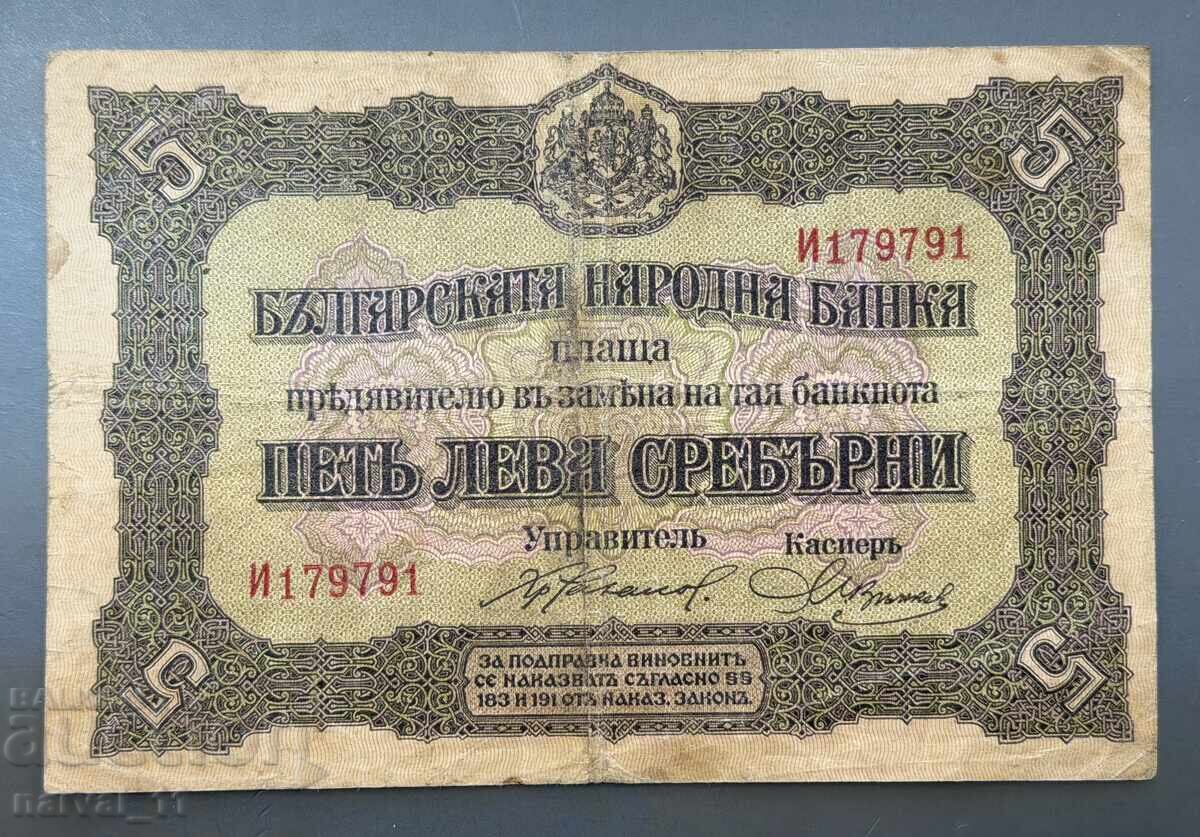 5 5
И179791
БЪЛГАРСКАТА НАРОДНА БАНКА
плаща
прѣдявителю въ замѣна на тая банкнота
ПЕТЬ ЛЕВА СРЕБЪРНИ
Управитель Касиеръ
И179791
ЗА ПОДПРАВКА ВИНОВНИТѢ
СЕ НАКАЗВАТЪ СЪГЛАСНО §§
183 И 191 ОТЪ НАКАЗ. ЗАКОНЪ.
5 5
naival_11